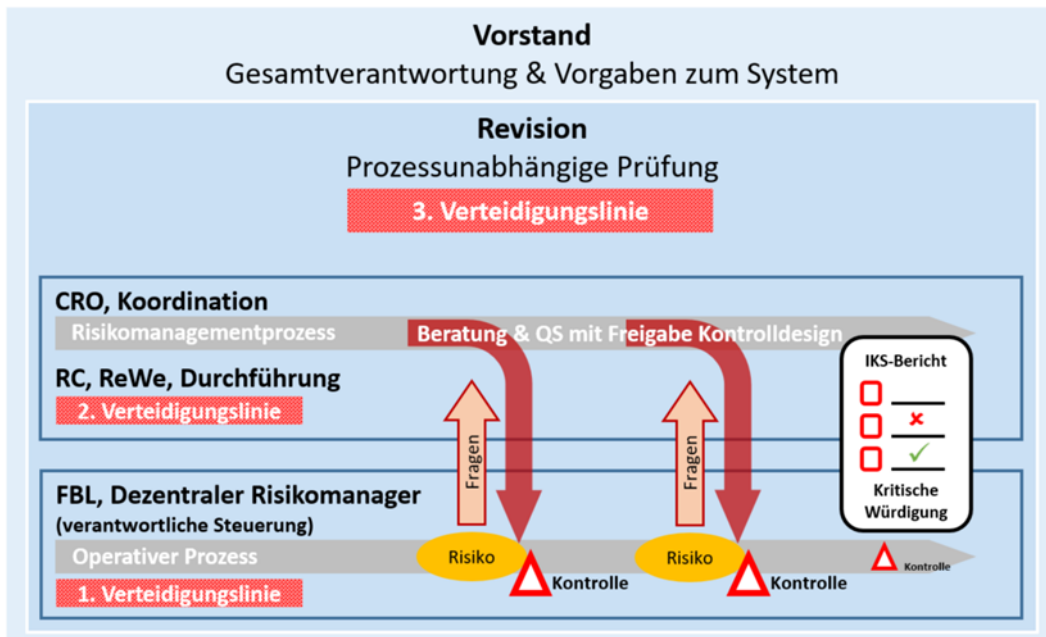 Vorstand
Gesamtverantwortung & Vorgaben zum System
Revision
Prozessunabhängige Prüfung
3. Verteidigungslinie
CRO, Koordination
Risikomanagementprozess
Beratung & QS mit Freigabe Kontrolldesign
RC, ReWe, Durchführung
2. Verteidigungslinie
Fragen
Fragen
IKS-Bericht
Kritische
Würdigung
FBL, Dezentraler Risikomanager
(verantwortliche Steuerung)
Operativer Prozess
Risiko
Kontrolle
Risiko
Kontrolle
Kontrolle
1. Verteidigungslinie